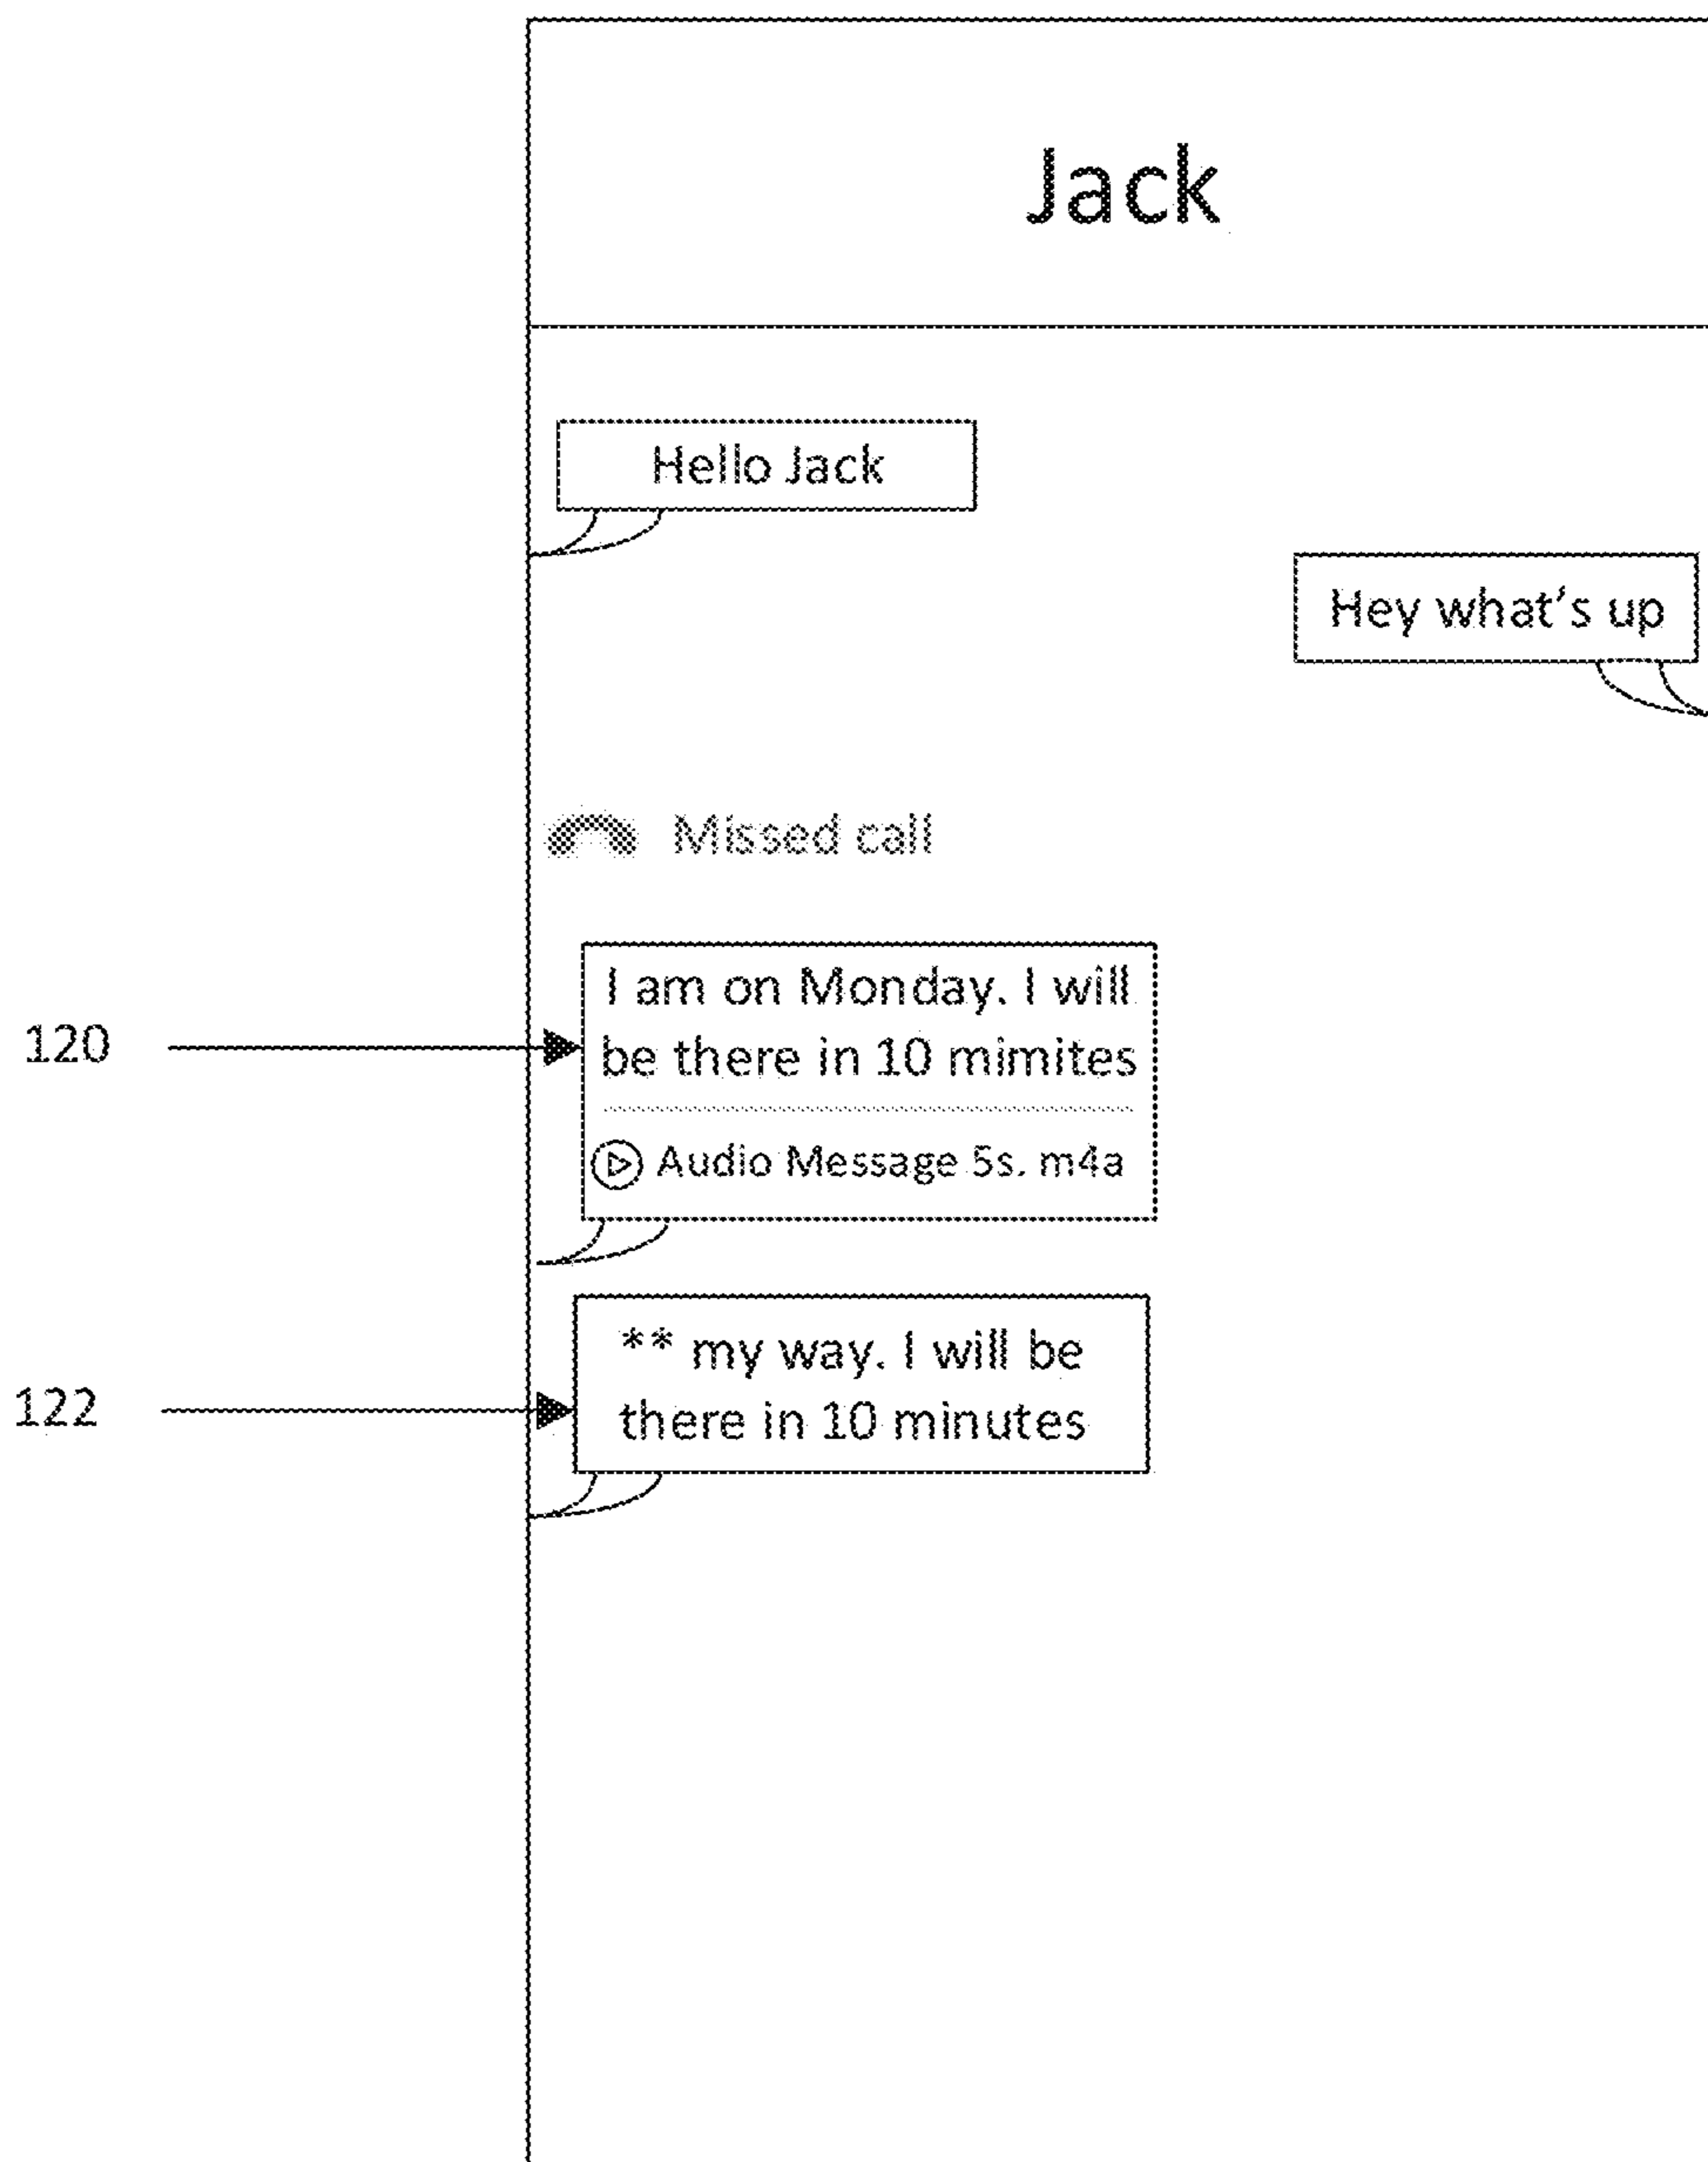 Jack
Hello Jack
Hey what's up
Missed call
I am on Monday. I will
be there in 10 mimites
120
Audio Message 5s. m4a
** my way. I will be
there in 10 minutes
122